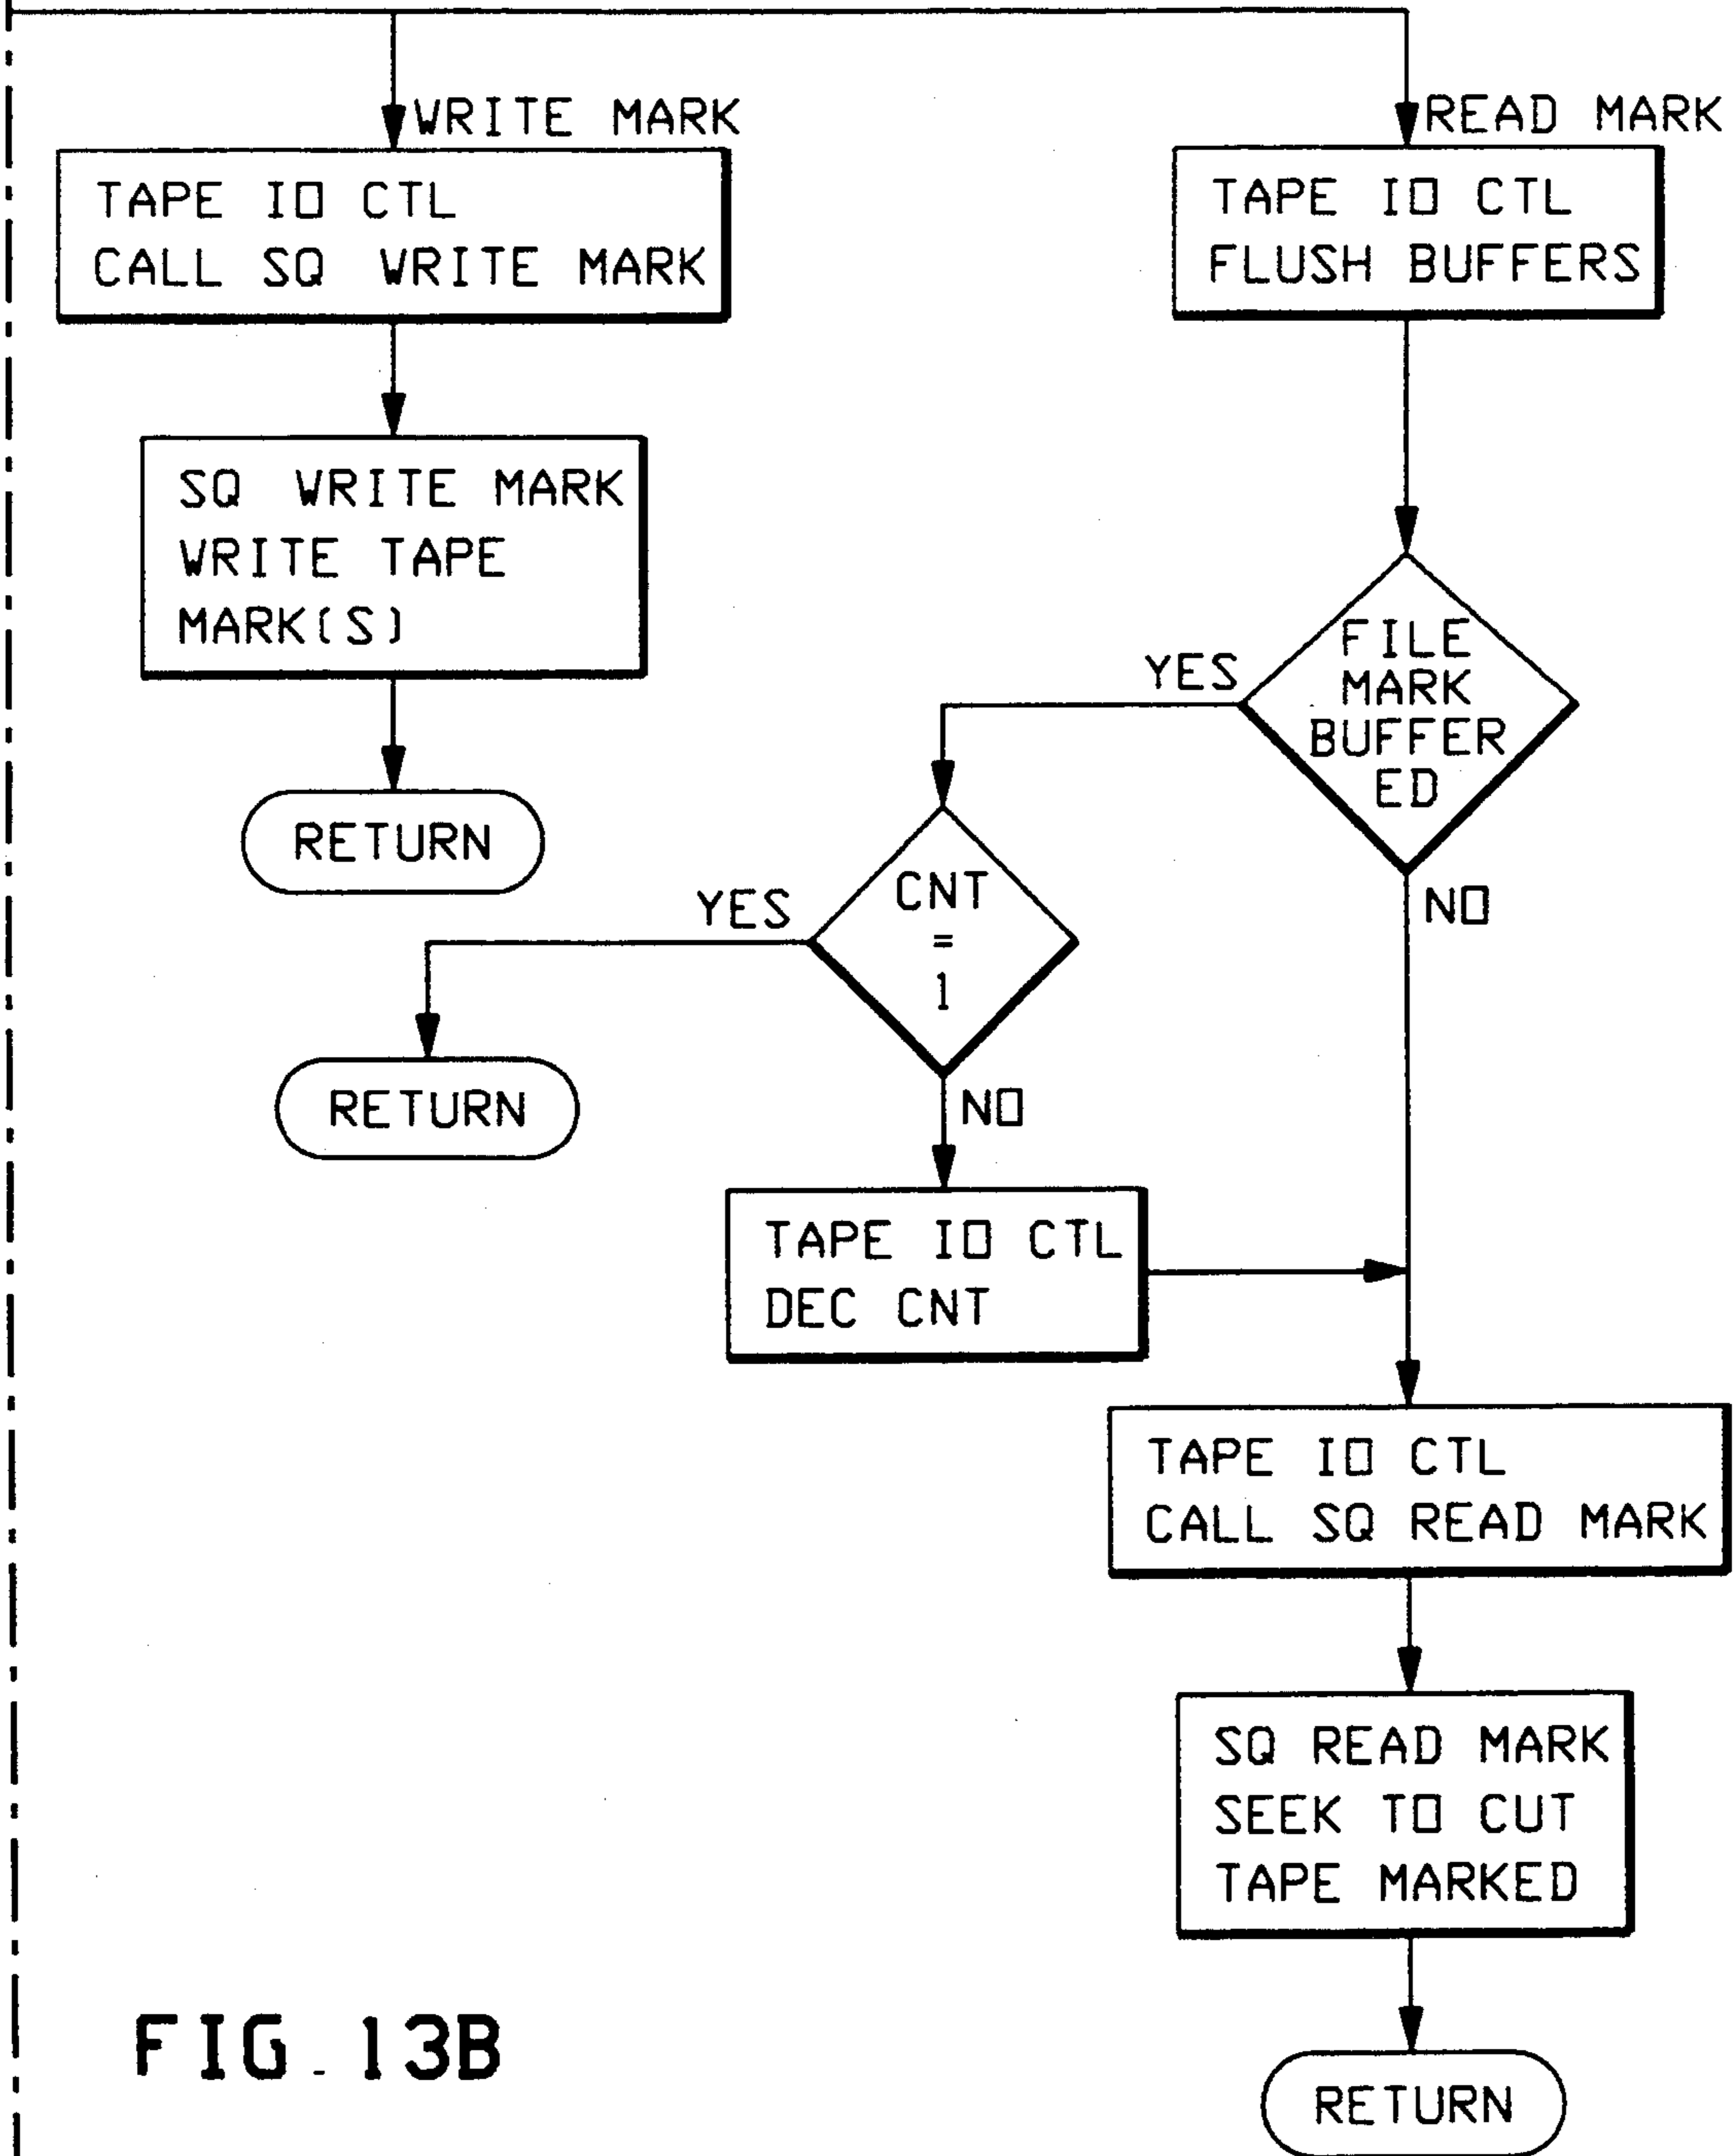 WRITE MARK
READ MARK
TAPE IO CTL
CALL SQ WRITE MARK
TAPE IO CTL
FLUSH BUFFERS
SQ WRITE MARK
WRITE TAPE
MARK(S)
RETURN
FILE
MARK
BUFFER
ED
YES
NO
CNT
=
1
YES
RETURN
NO
TAPE IO CTL
DEC CNT
TAPE IO CTL
CALL SQ READ MARK
SQ READ MARK
SEEK TO CUT
TAPE MARKED
RETURN
FIG. 13B